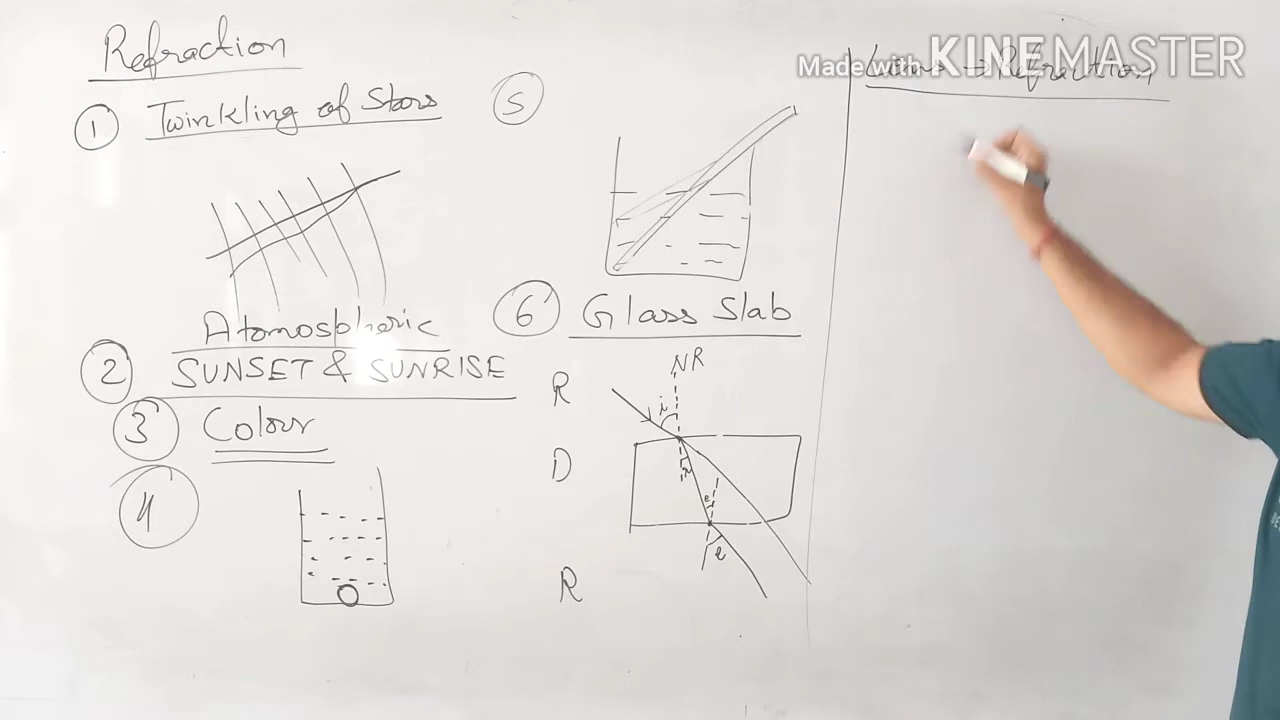 Refraction
① Twinkling of Stars
Atomospheric
② SUNSET & SUNRISE
③ Colour
④
⑤
⑥ Glass Slab
NR
R
i
D
r
e
e
R
Made with KINEMASTER
→ Refraction